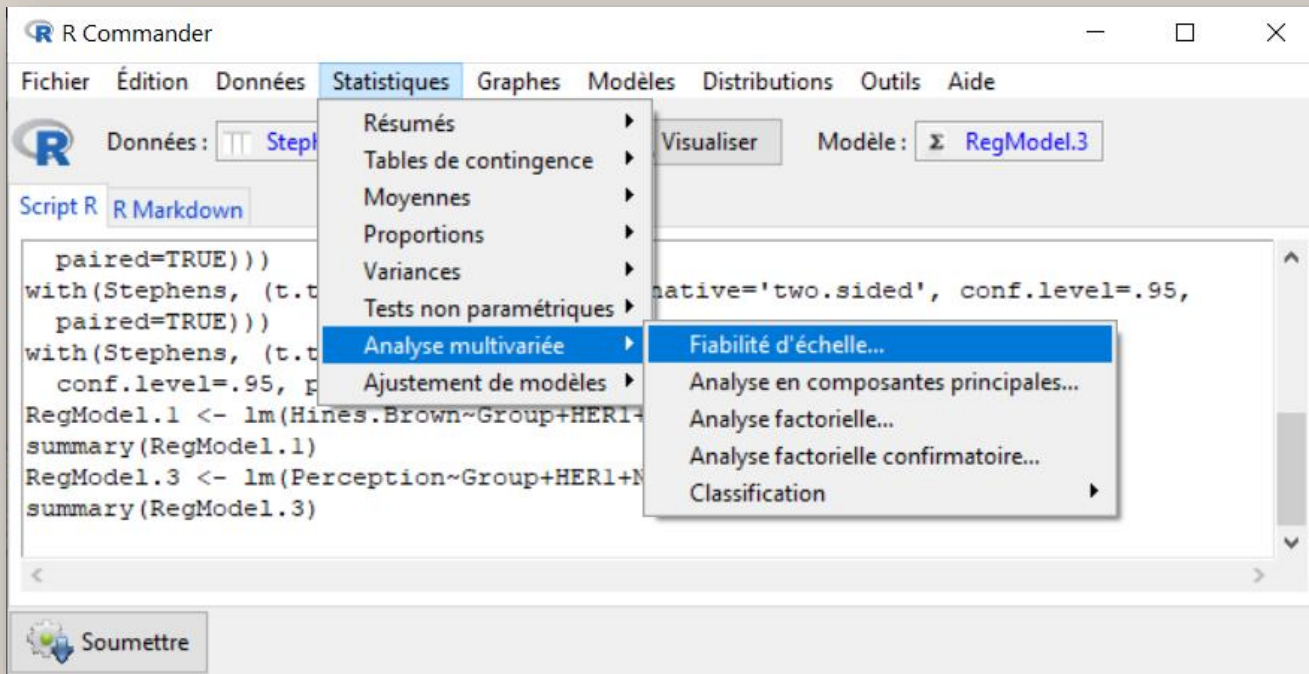 R R Commander
Fichier Édition Données Statistiques Graphes Modèles Distributions Outils Aide
R Données : Steph Visualiser Modèle : Σ RegModel.3
Script R R Markdown
Résumés
Tables de contingence
Moyennes
Proportions
Variances
Tests non paramétriques
Analyse multivariée
Ajustement de modèles
Fiabilité d'échelle...
Analyse en composantes principales...
Analyse factorielle...
Analyse factorielle confirmatoire...
Classification
paired=TRUE)))
with(Stephens, (t.t native='two.sided', conf.level=.95,
paired=TRUE)))
with(Stephens, (t.t
conf.level=.95, p
RegModel.1 <- lm(Hines.Brown~Group+HER1+
summary(RegModel.1)
RegModel.3 <- lm(Perception~Group+HER1+N
summary(RegModel.3)
Soumettre